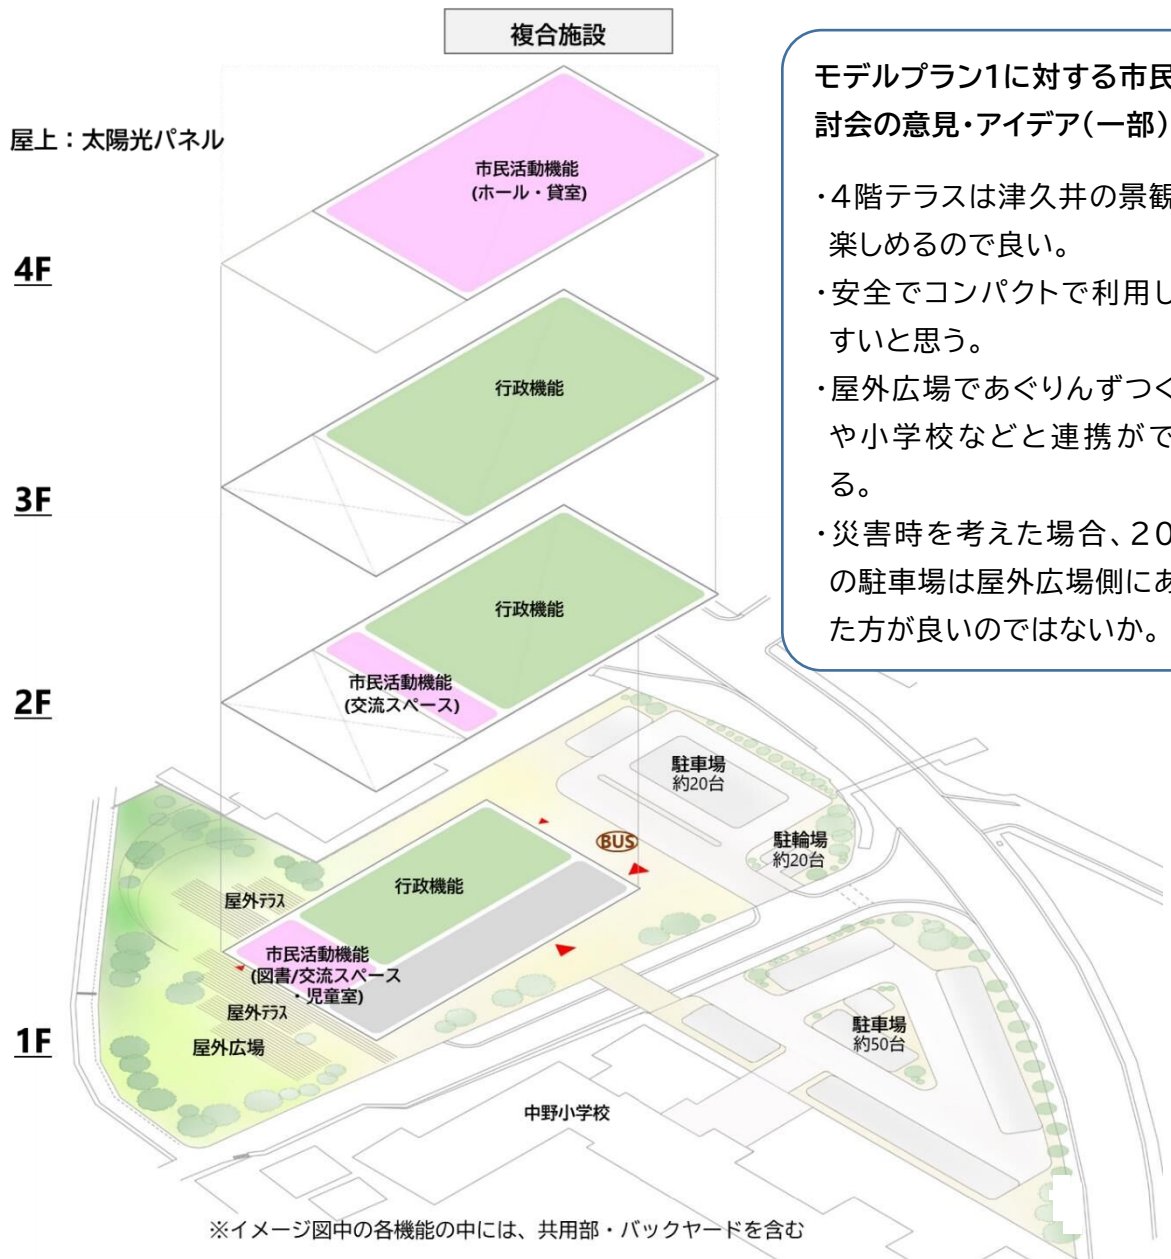 複合施設
屋上：太陽光パネル
市民活動機能
(ホール・貸室)
4F
行政機能
3F
行政機能
市民活動機能
(交流スペース)
2F
駐車場
約20台
BUS
駐輪場
約20台
行政機能
屋外テラス
市民活動機能
(図書/交流スペース
・児童室)
屋外テラス
屋外広場
1F
駐車場
約50台
中野小学校
※イメージ図中の各機能の中には、共用部・バックヤードを含む
モデルプラン1に対する市民
討会の意見・アイデア（一部）
・4階テラスは津久井の景観
楽しめるので良い。
・安全でコンパクトで利用し
すいと思う。
・屋外広場であぐりんずつく
や小学校などと連携がで
る。
・災害時を考えた場合、20
の駐車場は屋外広場側にあ
た方が良いのではないか。